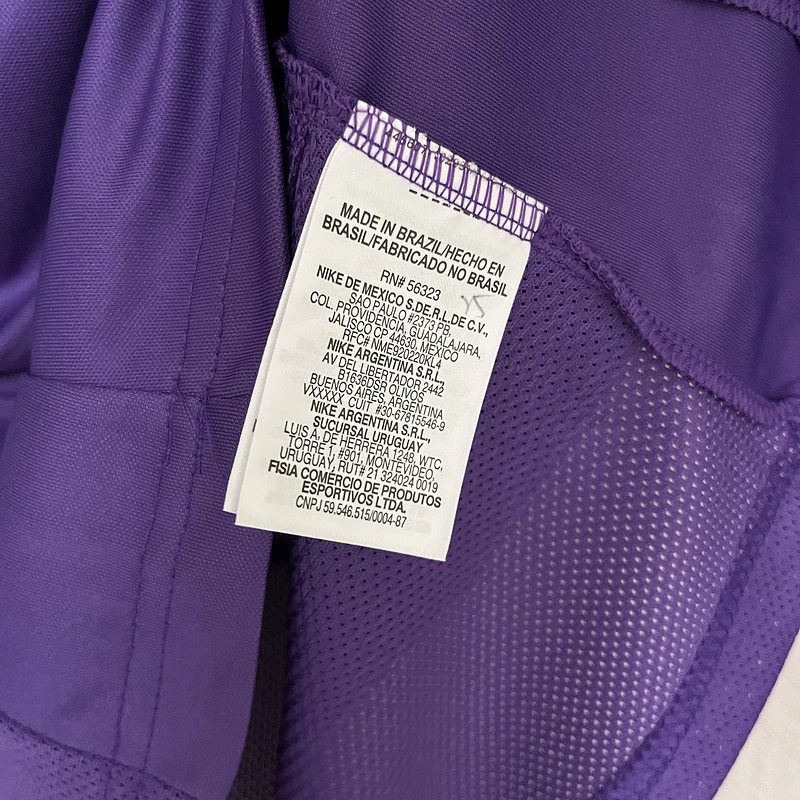 MADE IN BRAZIL/HECHO EN
BRASIL/FABRICADO NO BRASIL
RN# 56323
NIKE DE MEXICO S.DE.R.L.DE C.V.,
SAO PAULO #2373 PB,
COL. PROVIDENCIA, GUADALAJARA,
JALISCO CP 44630, MEXICO
RFC# NME920220KL4
NIKE ARGENTINA S.R.L,
AV DEL LIBERTADOR 2442
B1636DSR OLIVOS
BUENOS AIRES, ARGENTINA
VXXXXX CUIT #30-67815546-9
NIKE ARGENTINA S.R.L,
SUCURSAL URUGUAY
LUIS A. DE HERRERA 1248, WTC,
TORRE 1, #901, MONTEVIDEO,
URUGUAY, RUT# 21 324024 0019
FISIA COMERCIO DE PRODUTOS
ESPORTIVOS LTDA.
CNPJ 59.546.515/0004-87